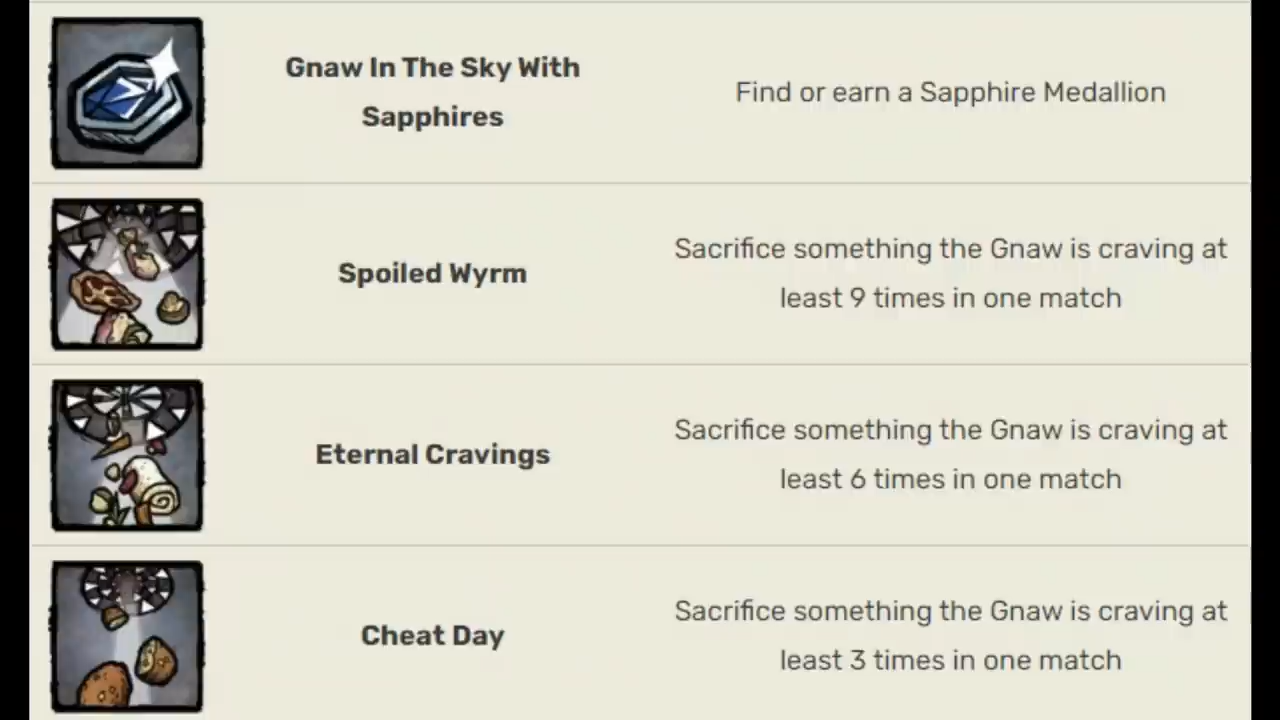 Gnaw In The Sky With
Sapphires
Find or earn a Sapphire Medallion
Spoiled Wyrm
Sacrifice something the Gnaw is craving at
least 9 times in one match
Eternal Cravings
Sacrifice something the Gnaw is craving at
least 6 times in one match
Cheat Day
Sacrifice something the Gnaw is craving at
least 3 times in one match